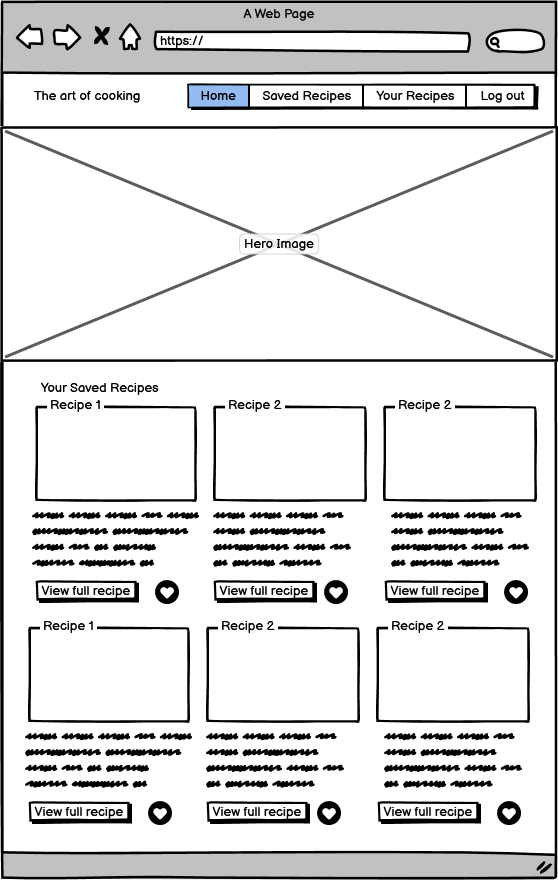 A Web Page
https://
The art of cooking
Home Saved Recipes Your Recipes Log out
Hero Image
Your Saved Recipes
Recipe 1 Recipe 2 Recipe 2
View full recipe View full recipe View full recipe
Recipe 1 Recipe 2 Recipe 2
View full recipe View full recipe View full recipe